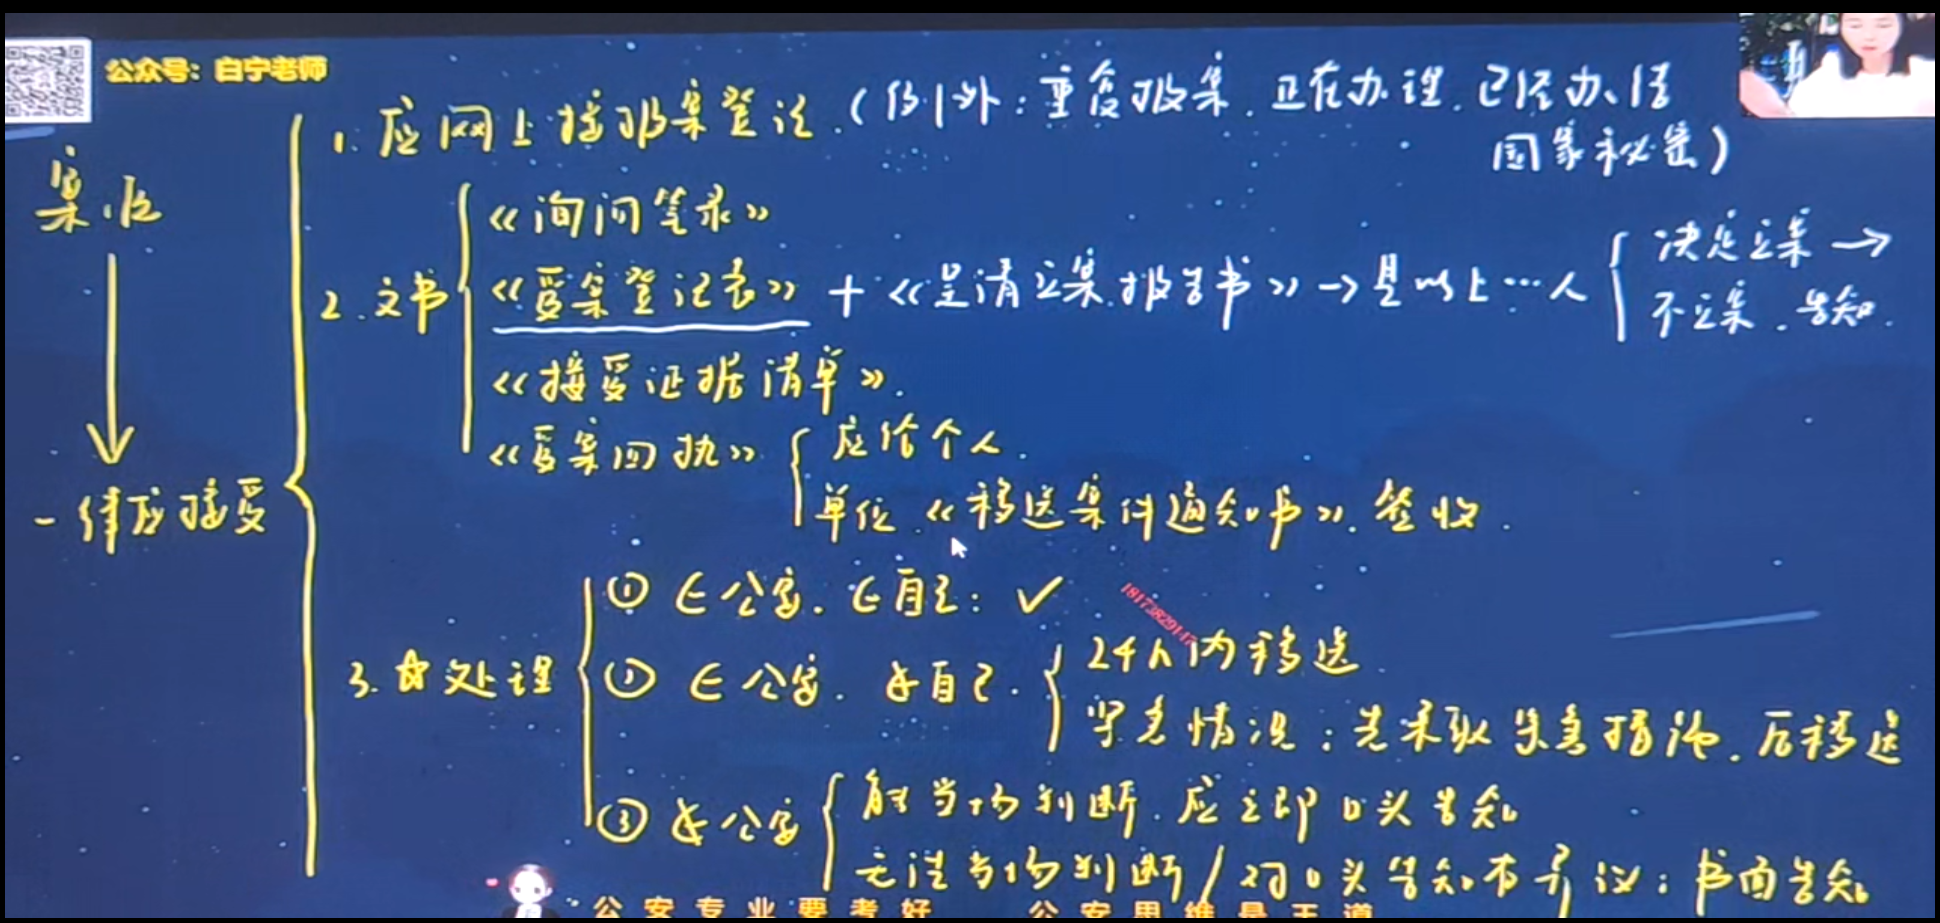 公众号：白宁老师
1. 应网上接报案登记.（例外：重复报案.正在办理.已经办结
国家秘密）
案.
一律应接受
2.文书
《询问笔录》
《受案登记表》+《呈请立案报告书》→县以上…人
决定立案→
不立案.告知.
《接受证据清单》.
《受案回执》
应给个人.
单位《移送案件通知书》.签收.
3.☆处理
① ∈公安.∈自己：✓
② ∈公安.∉自己.
24h内移送.
紧急情况：先采取紧急措施.后移送
③ ∉公安
能当场判断.应立即口头告知
无法当场判断/对口头告知有异议：书面告知
18173829147
公安专业要考好 公安思维是王道